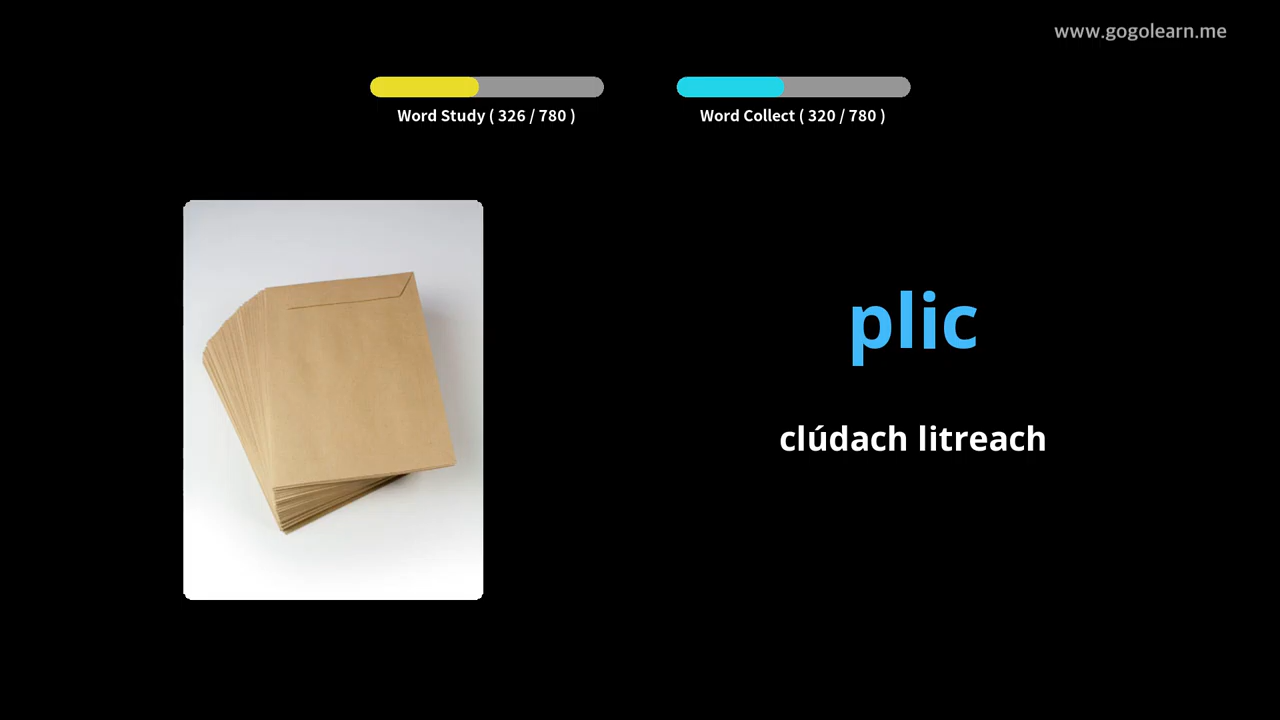 www.gogolearn.me
Word Study ( 326 / 780 )
Word Collect ( 320 / 780 )
plic
clúdach litreach